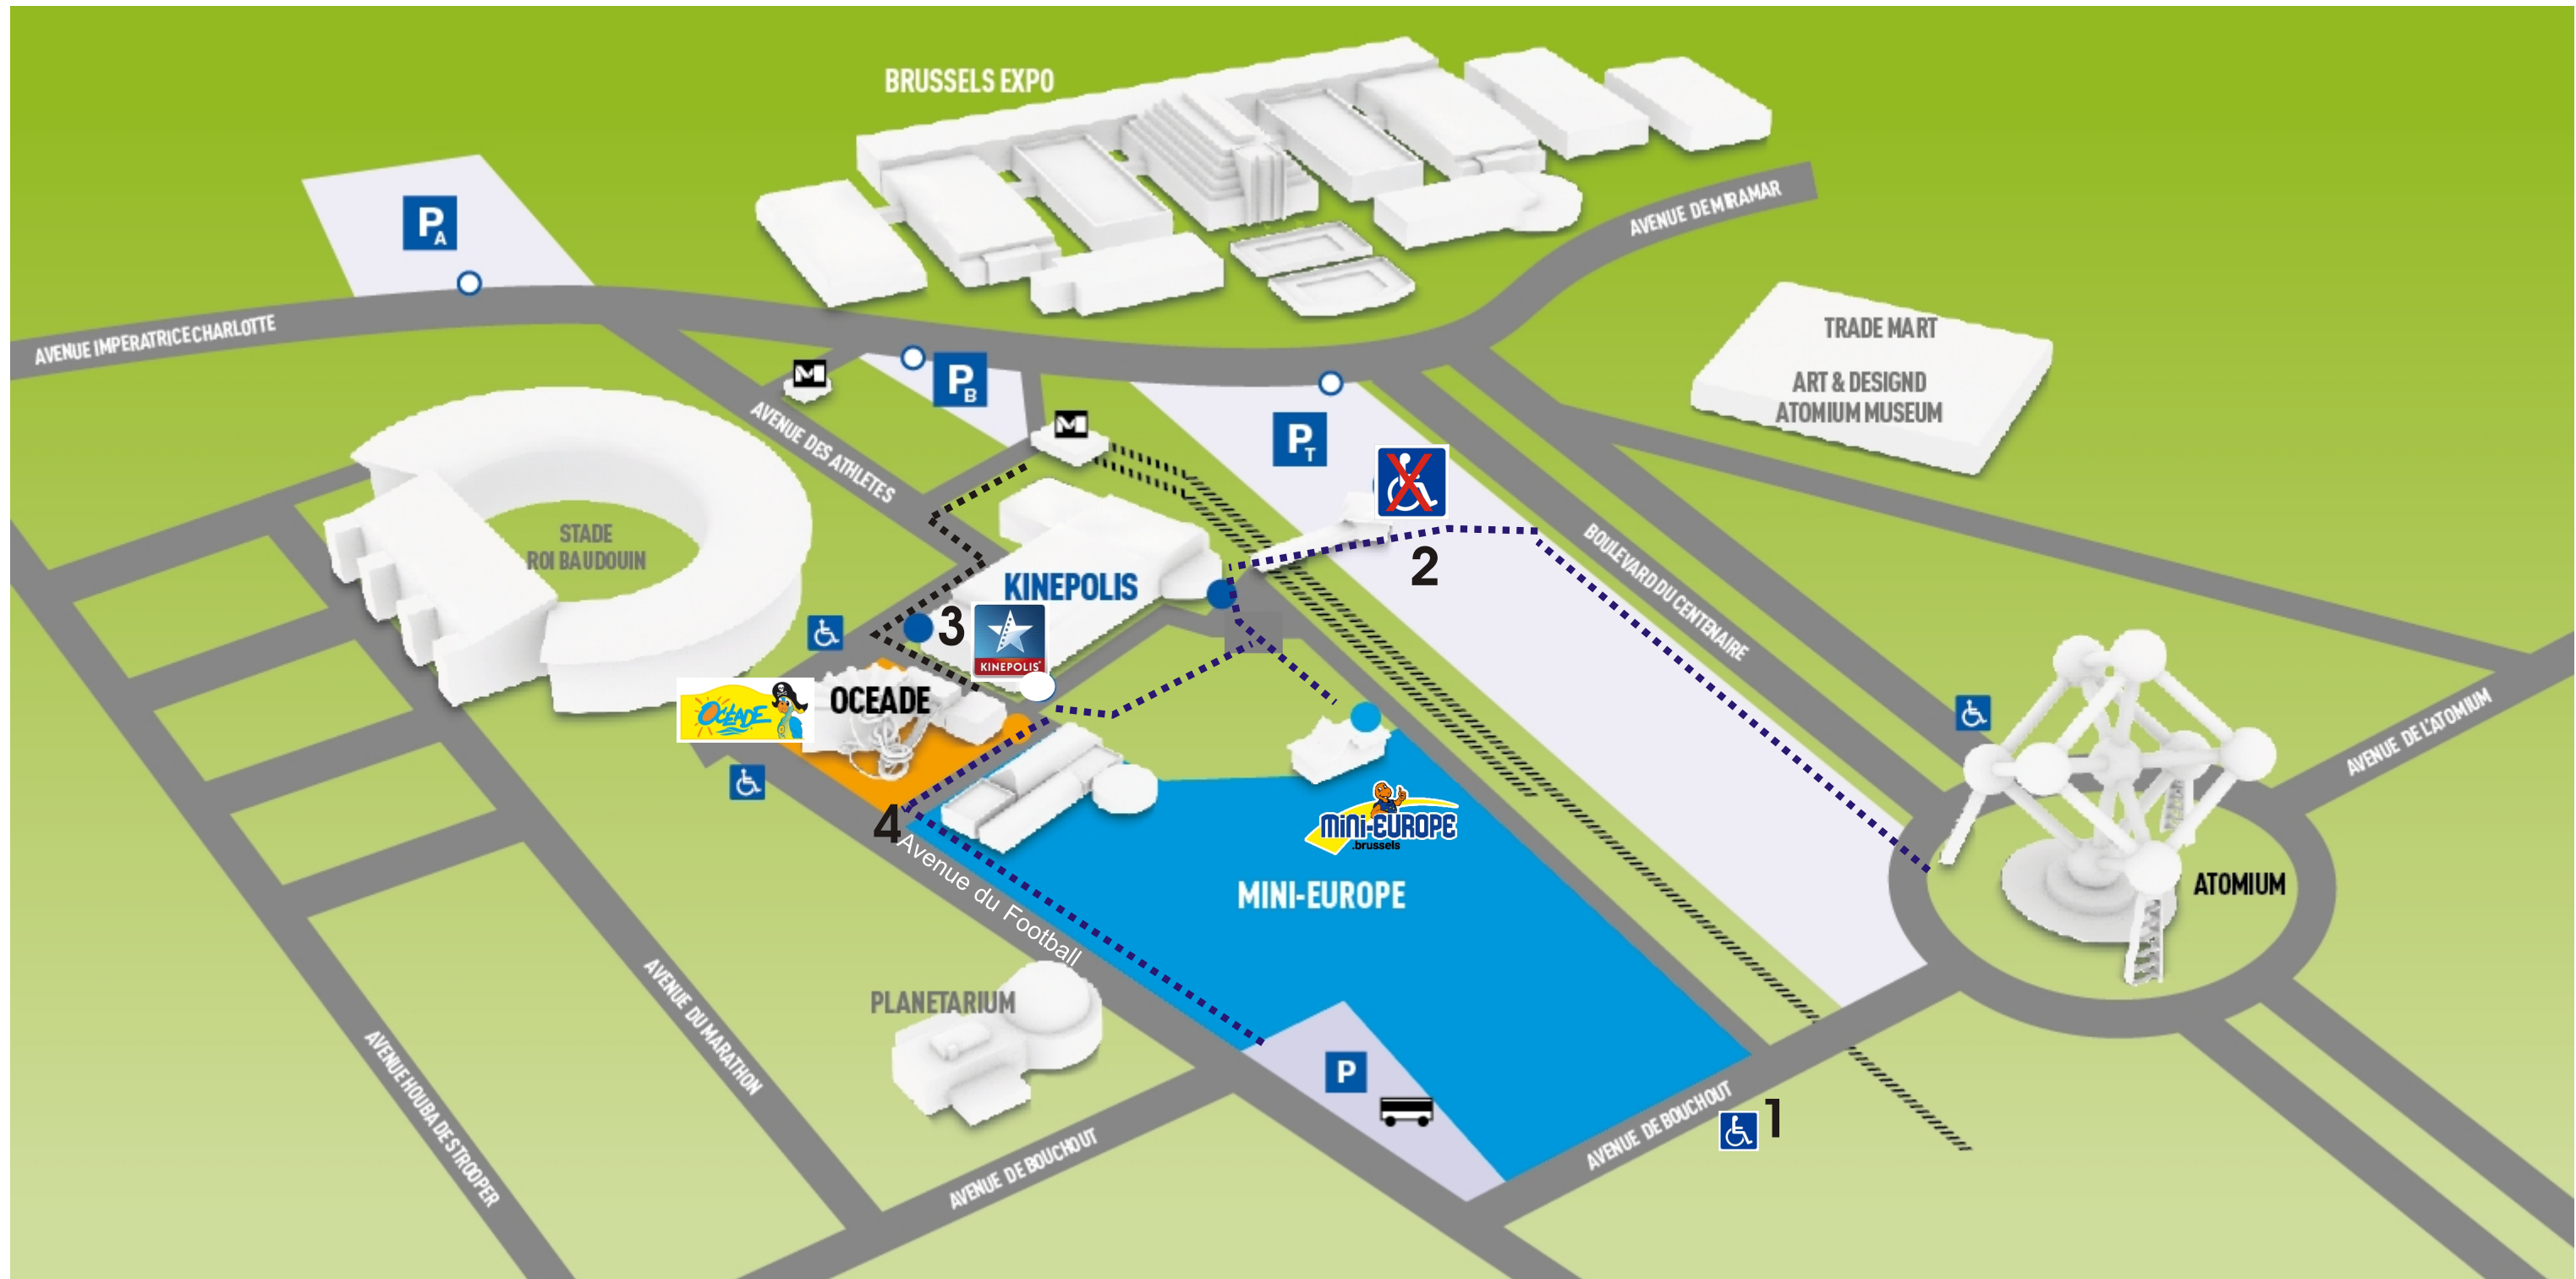 BRUSSELS EXPO
AVENUE DE MIRAMAR
P
A
AVENUE IMPERATRICE CHARLOTTE
TRADE MART
ART & DESIGND
ATOMIUM MUSEUM
M
P
B
M
P
T
AVENUE DES ATHLETES
STADE
ROI BAUDOUIN
2
BOULEVARD DU CENTENAIRE
KINEPOLIS
3
KINEPOLIS
OCEADE
OCEADE
AVENUE DE L'ATOMIUM
MINI-EUROPE
.brussels
4
Avenue du Football
MINI-EUROPE
ATOMIUM
PLANETARIUM
AVENUE DU MARATHON
AVENUE HOUBA DE STROOPER
P
AVENUE DE BOUCHOUT
1
AVENUE DE BOUCHOUT